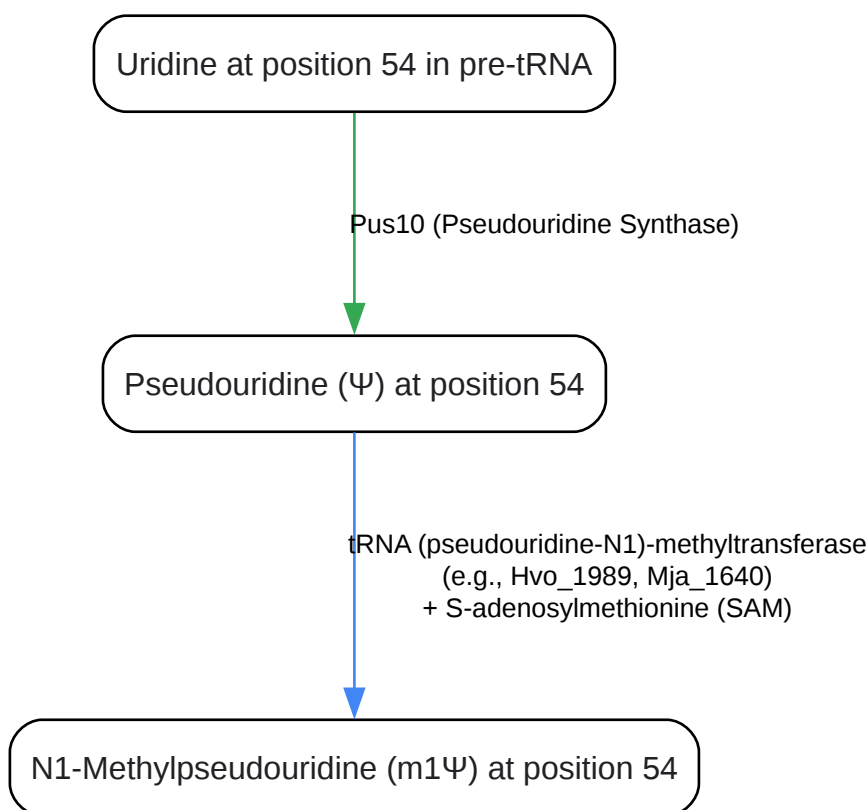 Uridine at position 54 in pre-tRNA
Pus10 (Pseudouridine Synthase)
Pseudouridine (Ψ) at position 54
tRNA (pseudouridine-N1)-methyltransferase
(e.g., Hvo_1989, Mja_1640)
+ S-adenosylmethionine (SAM)
N1-Methylpseudouridine (m1Ψ) at position 54